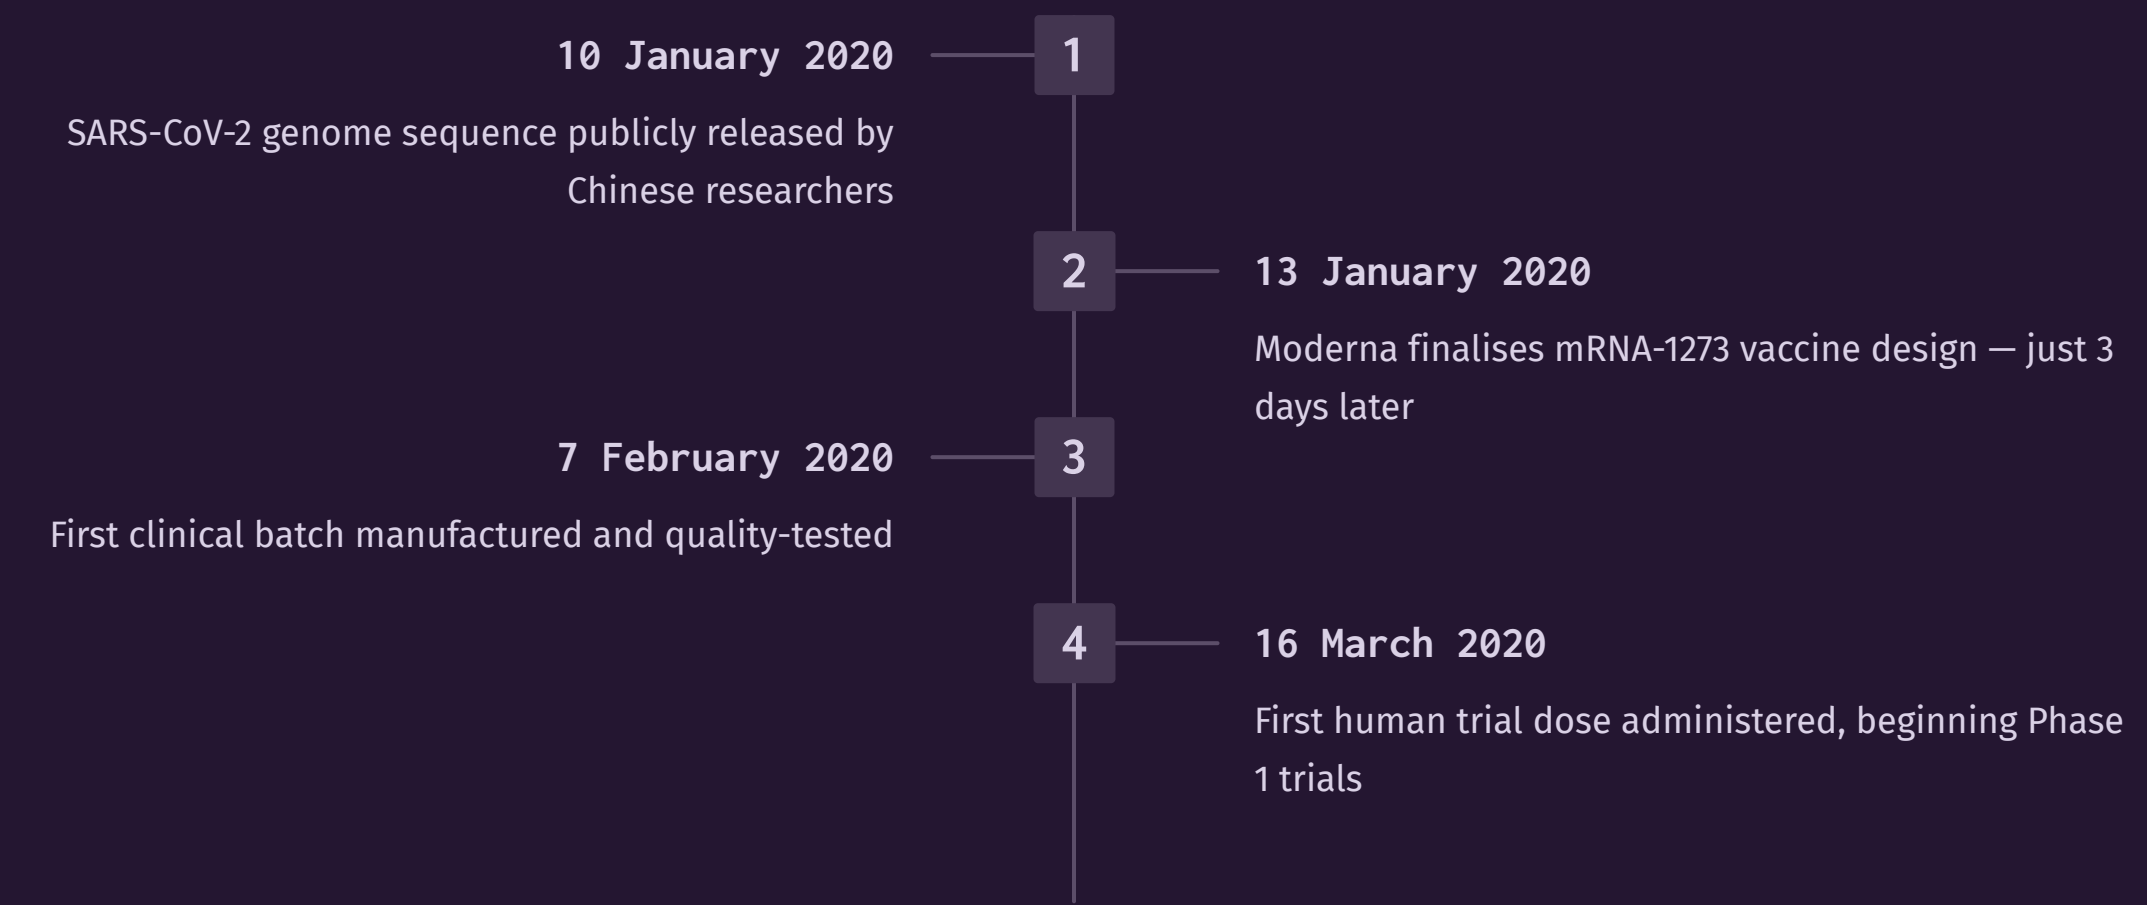 10 January 2020
1
SARS-CoV-2 genome sequence publicly released by
Chinese researchers
2
13 January 2020
Moderna finalises mRNA-1273 vaccine design — just 3
days later
7 February 2020
3
First clinical batch manufactured and quality-tested
4
16 March 2020
First human trial dose administered, beginning Phase
1 trials